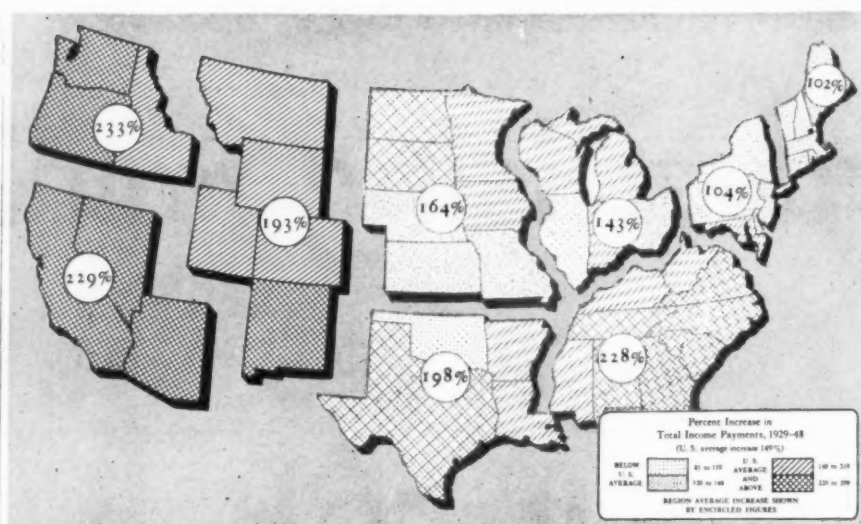 102%
233%
104%
164%
193%
143%
229%
228%
198%
Percent Increase in
Total Income Payments, 1929-48
(U. S. average increase 149%)
BELOW
U. S.
AVERAGE
U. S.
AVERAGE
AND
ABOVE
REGION AVERAGE INCREASE SHOWN
BY ENCIRCLED FIGURES